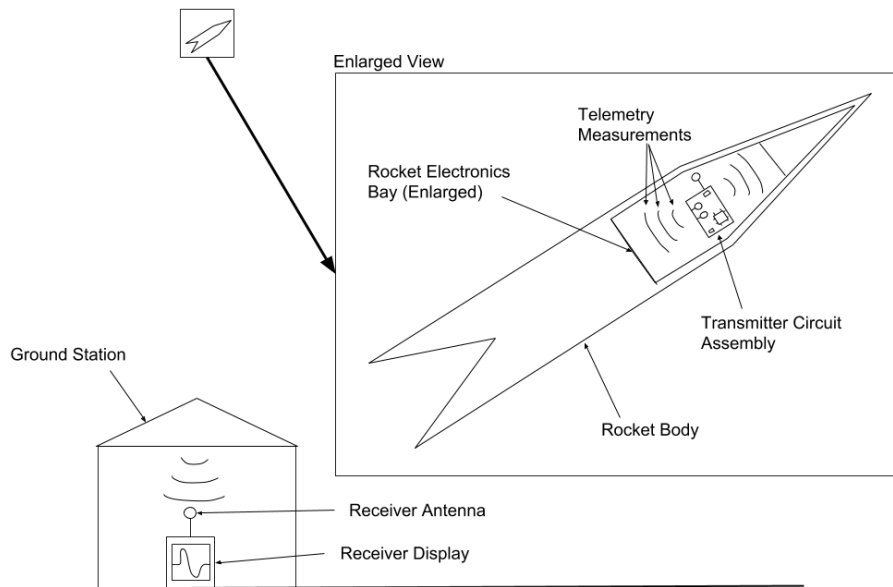 Enlarged View
Telemetry
Measurements
Rocket Electronics
Bay (Enlarged)
Transmitter Circuit
Assembly
Ground Station
Rocket Body
Receiver Antenna
Receiver Display